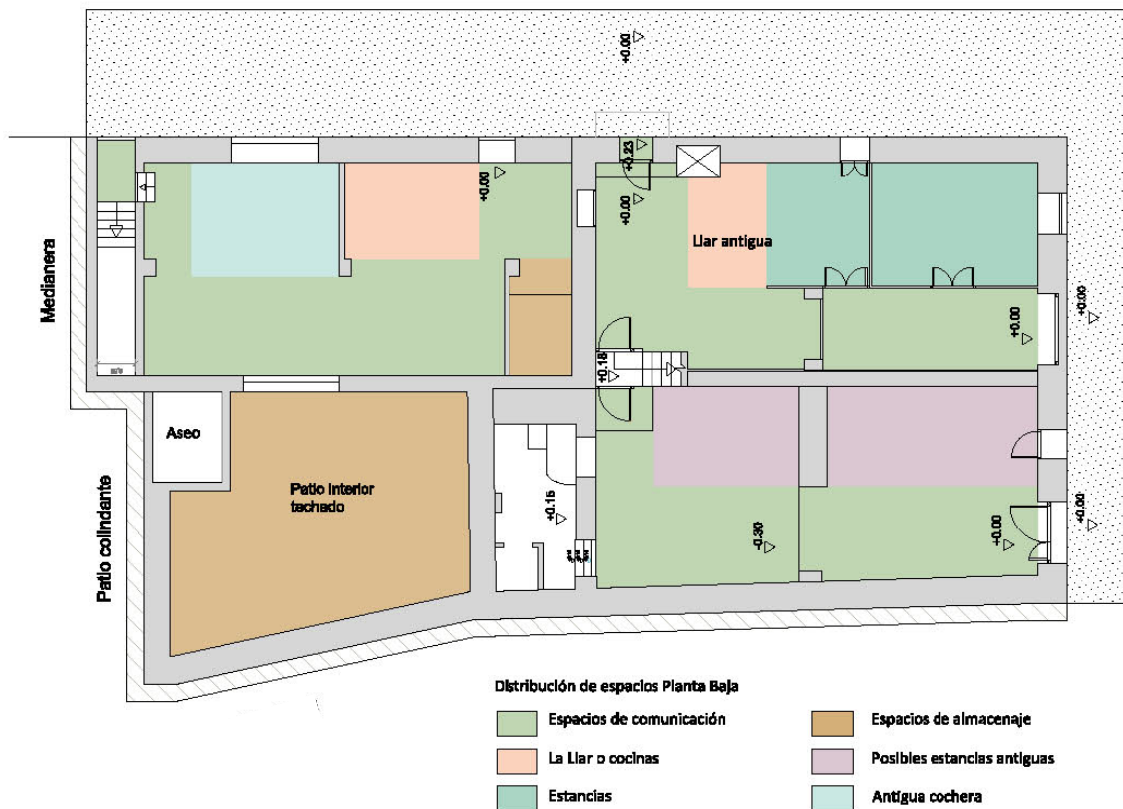 +0.00
+0.23
+0.00
+0.00
Llar antigua
Medianera
+0.00
+0.00
+0.18
Aseo
Patio interior
techado
+0.15
Patio colindante
-0.30
+0.00
+0.00
Distribución de espacios Planta Baja
Espacios de comunicación
Espacios de almacenaje
La Llar o cocinas
Posibles estancias antiguas
Estancias
Antigua cochera